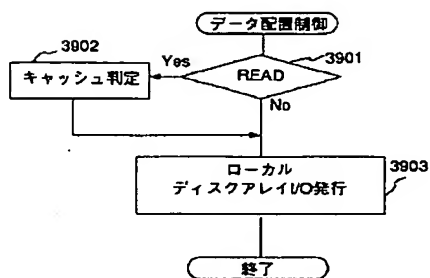 データ配置制御
3902
3901
Yes
キャッシュ判定
READ
No
ローカル
ディスクアレイI/O発行
3903
終了